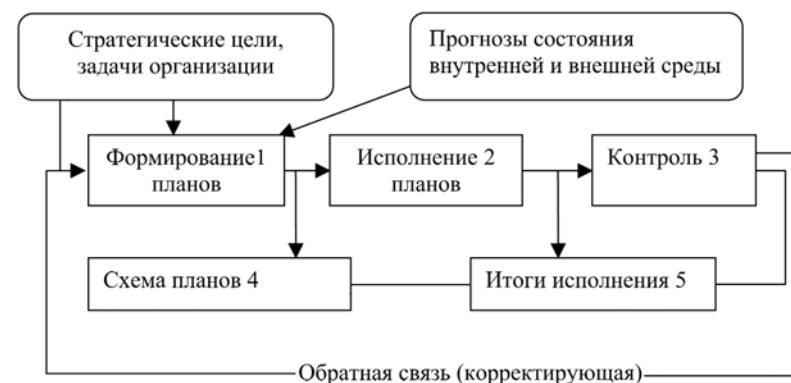 Стратегические цели,
задачи организации
Прогнозы состояния
внутренней и внешней среды
Формирование1
планов
Исполнение 2
планов
Контроль 3
Схема планов 4
Итоги исполнения 5
Обратная связь (корректирующая)